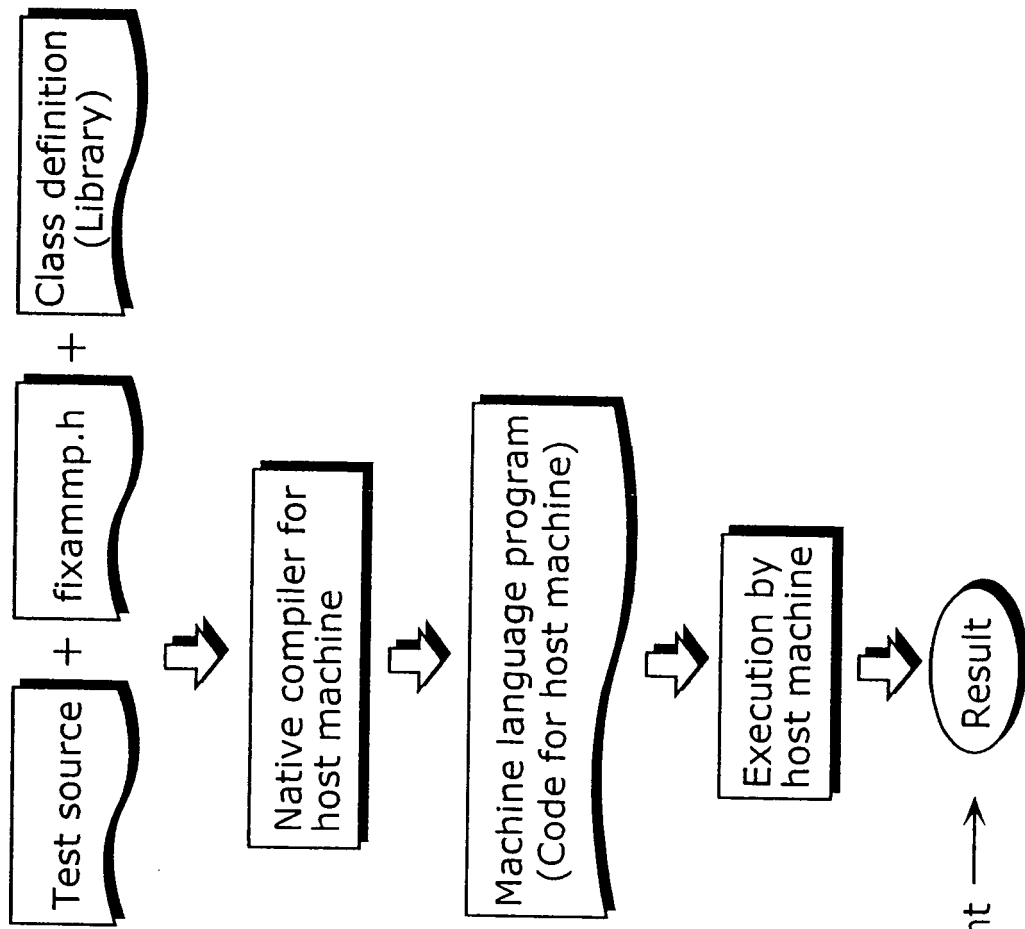 Test source
+
fixammp.h
+
Class definition
(Library)
Native compiler for
host machine
Machine language program
(Code for host machine)
Execution by
host machine
Result